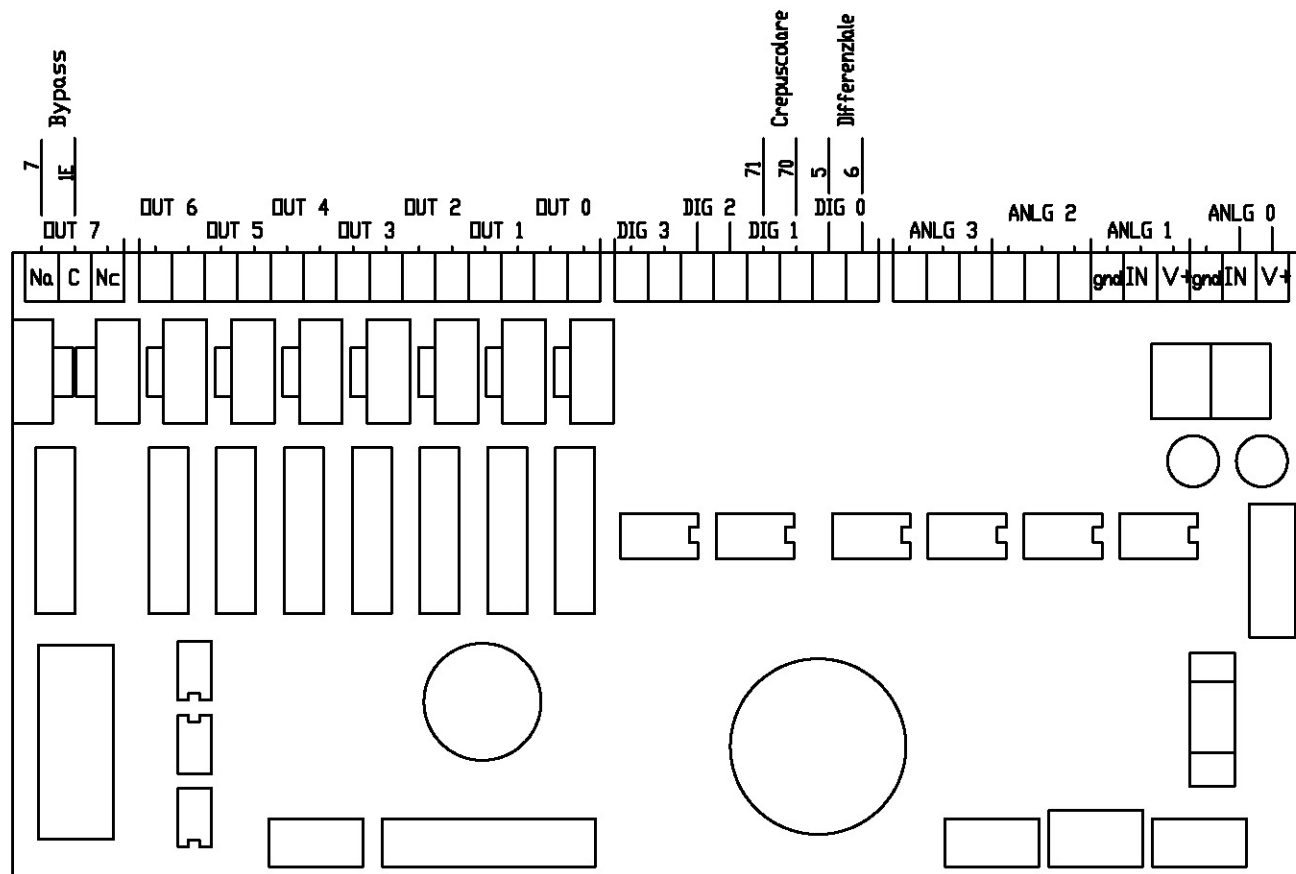 Bypass
Crepuscolare
Differenziale
7
1E
71
70
5
6
OUT 6
OUT 4
OUT 2
OUT 0
DIG 2
DIG 0
ANLG 2
ANLG 0
OUT 7
OUT 5
OUT 3
OUT 1
DIG 3
DIG 1
ANLG 3
ANLG 1
Na C Nc
gnd IN V+ gnd IN V+